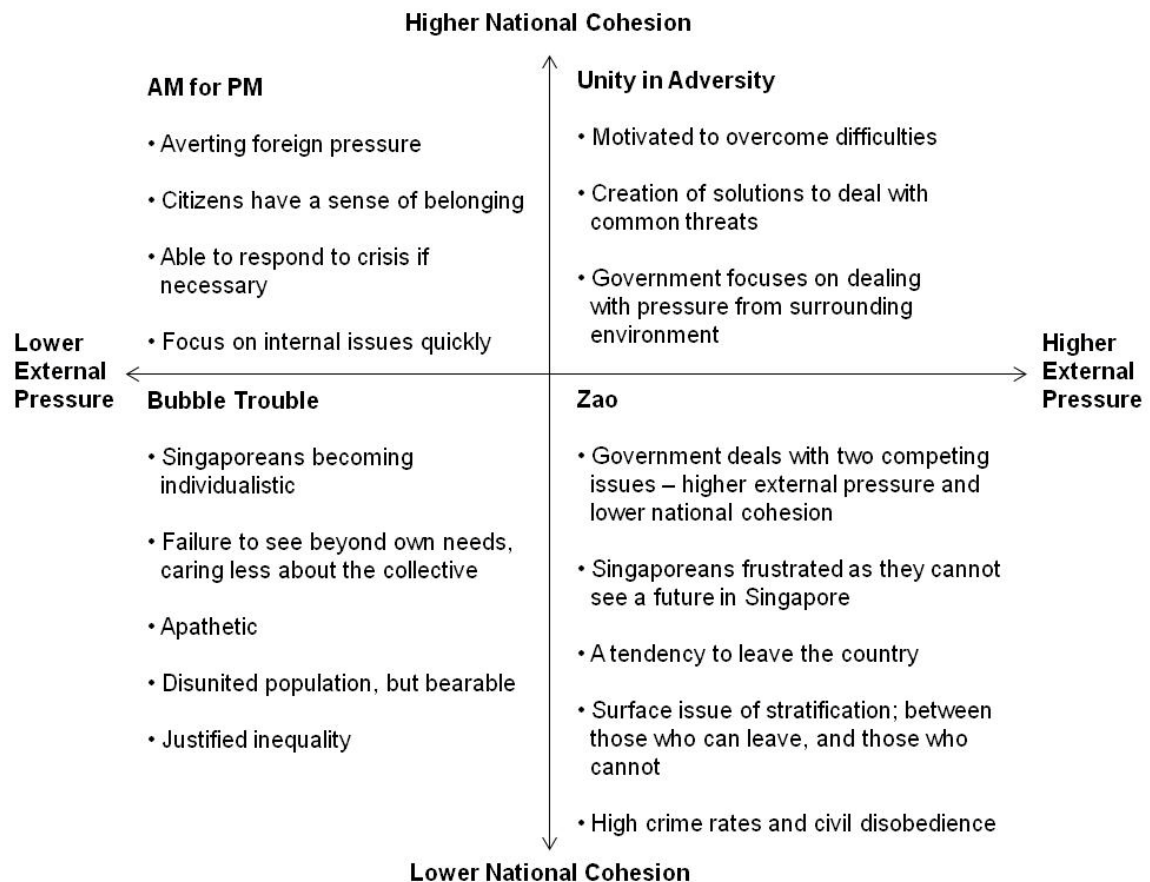 Higher National Cohesion
AM for PM
• Averting foreign pressure
• Citizens have a sense of belonging
• Able to respond to crisis if
necessary
• Focus on internal issues quickly
Unity in Adversity
• Motivated to overcome difficulties
• Creation of solutions to deal with
common threats
• Government focuses on dealing
with pressure from surrounding
environment
Lower
External
Pressure
Higher
External
Pressure
Bubble Trouble
• Singaporeans becoming
individualistic
• Failure to see beyond own needs,
caring less about the collective
• Apathetic
• Disunited population, but bearable
• Justified inequality
Zao
• Government deals with two competing
issues – higher external pressure and
lower national cohesion
• Singaporeans frustrated as they cannot
see a future in Singapore
• A tendency to leave the country
• Surface issue of stratification; between
those who can leave, and those who
cannot
• High crime rates and civil disobedience
Lower National Cohesion